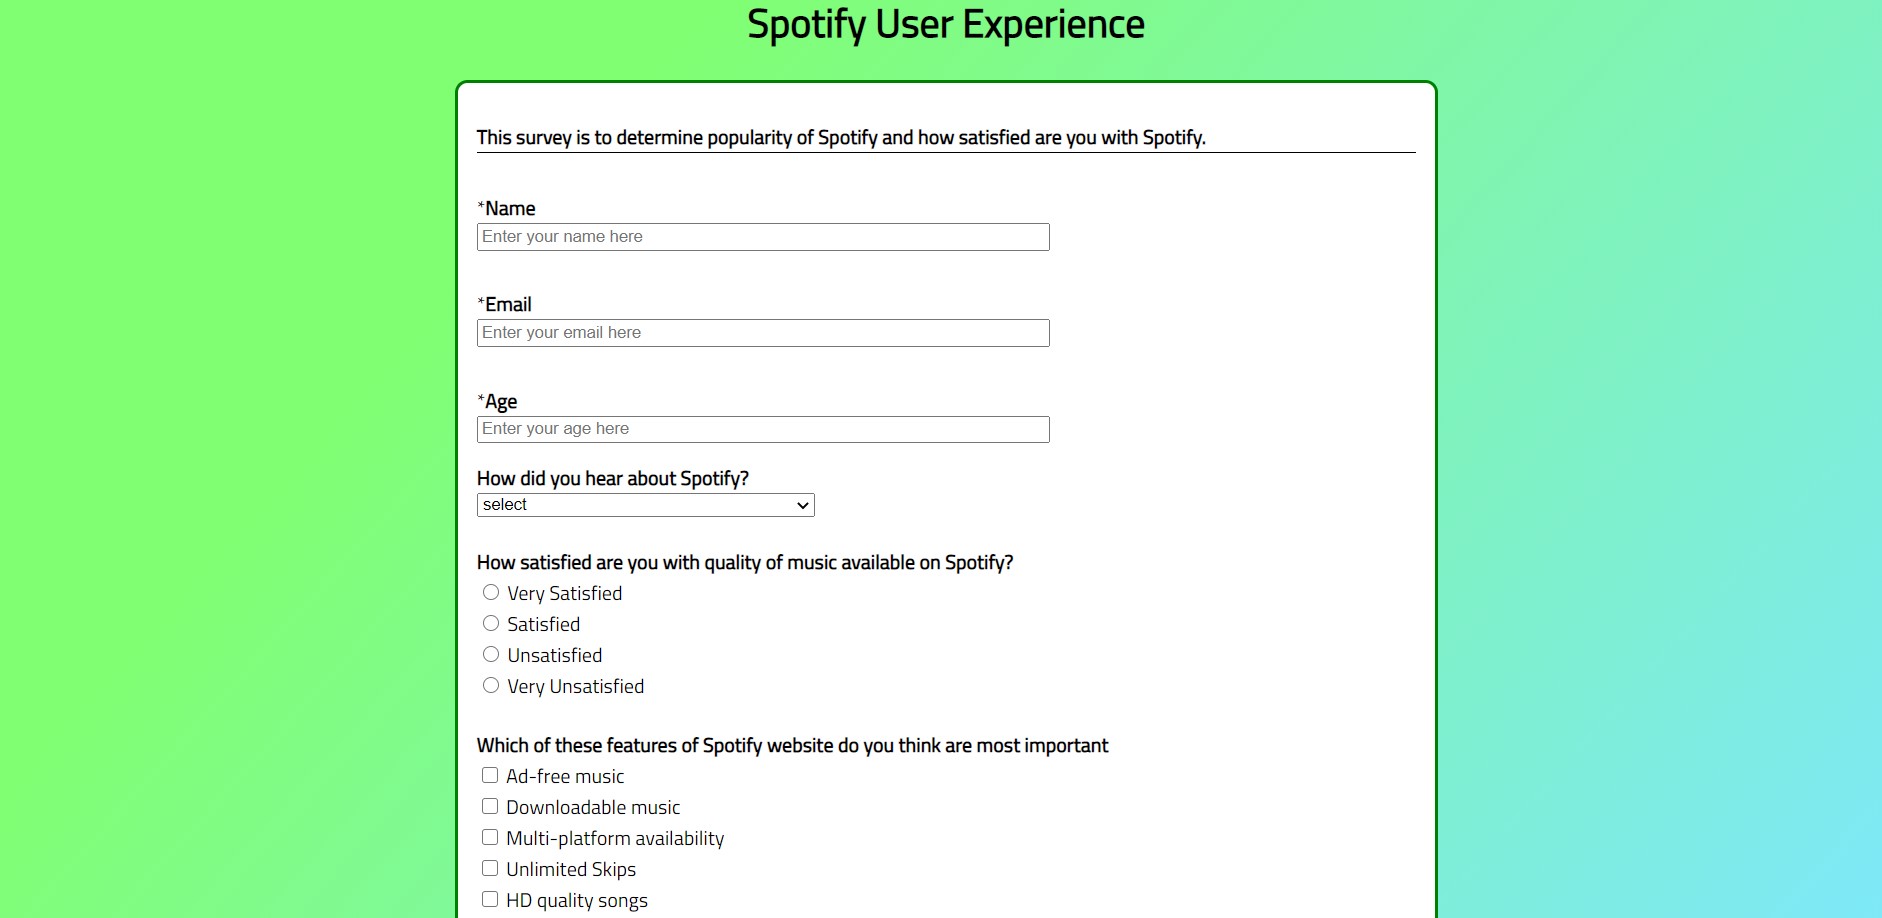 Spotify User Experience
This survey is to determine popularity of Spotify and how satisfied are you with Spotify.
*Name
Enter your name here
*Email
Enter your email here
*Age
Enter your age here
How did you hear about Spotify?
select
How satisfied are you with quality of music available on Spotify?
Very Satisfied
Satisfied
Unsatisfied
Very Unsatisfied
Which of these features of Spotify website do you think are most important
Ad-free music
Downloadable music
Multi-platform availability
Unlimited Skips
HD quality songs